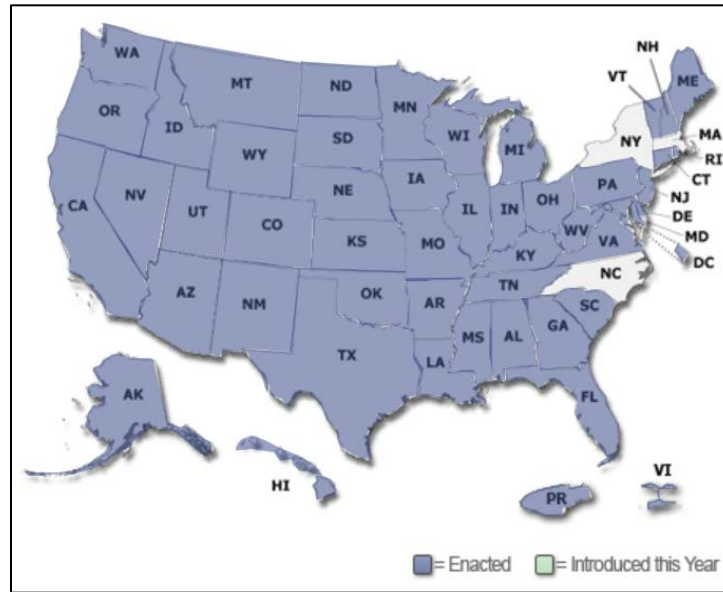 WA
MT
ND
MN
OR
ID
WY
SD
WI
MI
NH
VT
ME
NY
MA
RI
CT
NJ
DE
MD
DC
CA
NV
UT
CO
NE
KS
IA
MO
IL
IN
OH
PA
WV
VA
KY
NC
TN
SC
AZ
NM
OK
AR
TX
LA
MS
AL
GA
FL
AK
HI
PR
VI
= Enacted
= Introduced this Year